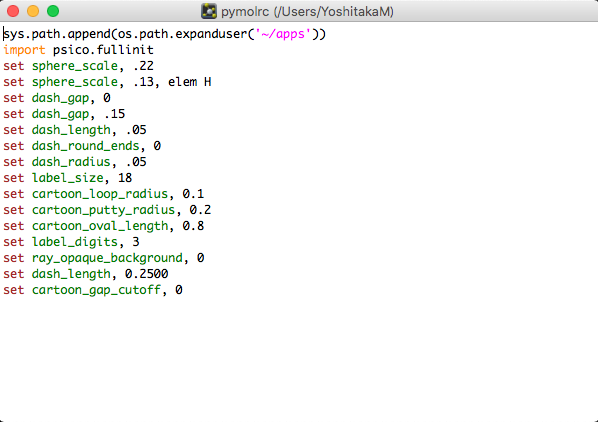 pymolrc (/Users/YoshitakaM)
sys.path.append(os.path.expanduser('~/apps'))
import psico.fullinit
set sphere_scale, .22
set sphere_scale, .13, elem H
set dash_gap, 0
set dash_gap, .15
set dash_length, .05
set dash_round_ends, 0
set dash_radius, .05
set label_size, 18
set cartoon_loop_radius, 0.1
set cartoon_putty_radius, 0.2
set cartoon_oval_length, 0.8
set label_digits, 3
set ray_opaque_background, 0
set dash_length, 0.2500
set cartoon_gap_cutoff, 0